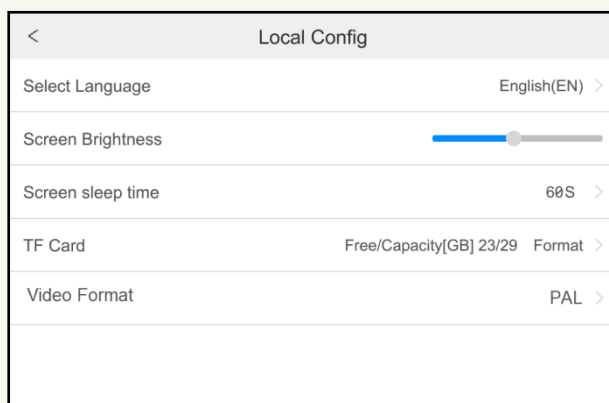 < Local Config
Select Language English(EN) >
Screen Brightness
Screen sleep time 60S >
TF Card Free/Capacity[GB] 23/29 Format >
Video Format PAL >